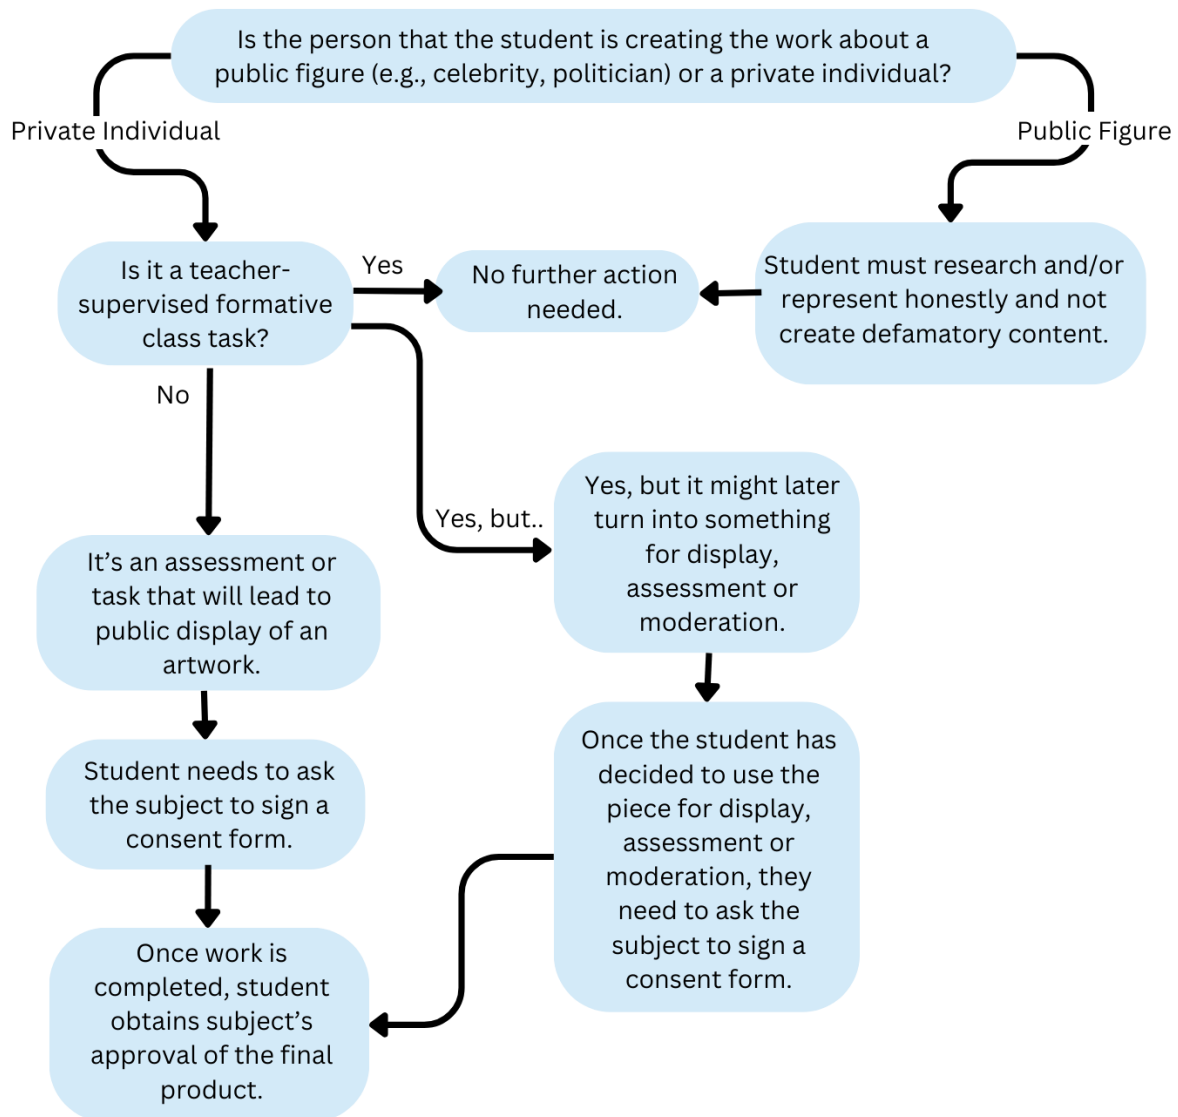 Is the person that the student is creating the work about a
public figure (e.g., celebrity, politician) or a private individual?
Private Individual
Public Figure
Is it a teacher-
supervised formative
class task?
Yes
No further action
needed.
Student must research and/or
represent honestly and not
create defamatory content.
No
Yes, but..
Yes, but it might later
turn into something
for display,
assessment or
moderation.
It’s an assessment or
task that will lead to
public display of an
artwork.
Student needs to ask
the subject to sign a
consent form.
Once the student has
decided to use the
piece for display,
assessment or
moderation, they
need to ask the
subject to sign a
consent form.
Once work is
completed, student
obtains subject’s
approval of the final
product.